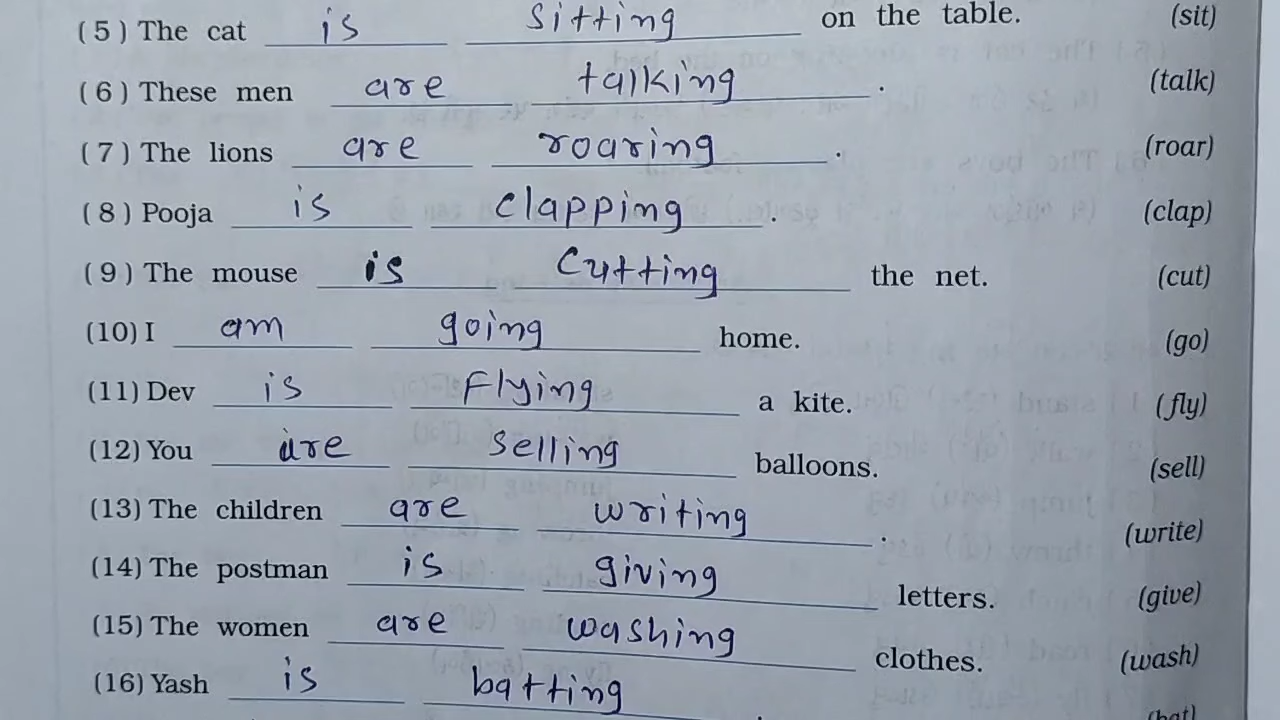 (5) The cat is sitting on the table. (sit)
(6) These men are talking. (talk)
(7) The lions are roaring. (roar)
(8) Pooja is clapping. (clap)
(9) The mouse is cutting the net. (cut)
(10) I am going home. (go)
(11) Dev is Flying a kite. (fly)
(12) You are selling balloons. (sell)
(13) The children are writing. (write)
(14) The postman is giving letters. (give)
(15) The women are washing clothes. (wash)
(16) Yash is batting. (bat)